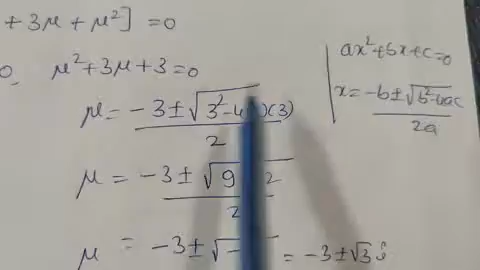 + 3μ + μ²] = 0
0, μ² + 3μ + 3 = 0
μ = -3 ± √3² - 4 )(3)
2
μ = -3 ± √9 2
2
μ = -3 ± √- = -3 ± √3 i
ax² + bx + c = 0
x = -b ± √b² - 4ac
2a